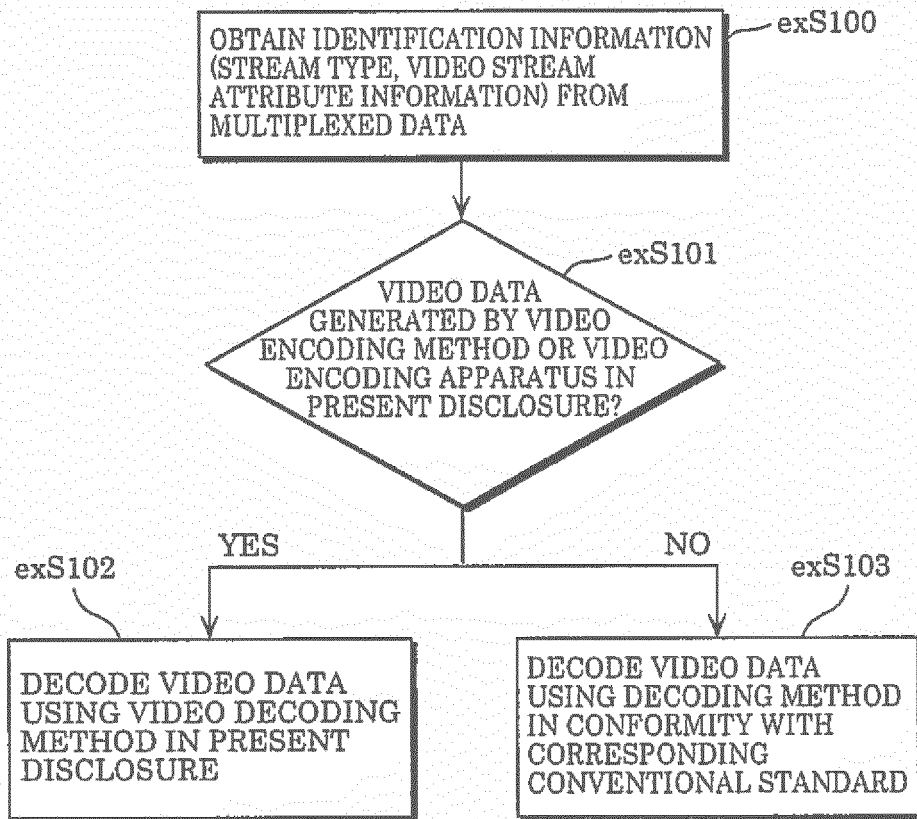 exS100
OBTAIN IDENTIFICATION INFORMATION
(STREAM TYPE, VIDEO STREAM
ATTRIBUTE INFORMATION) FROM
MULTIPLEXED DATA
exS101
VIDEO DATA
GENERATED BY VIDEO
ENCODING METHOD OR VIDEO
ENCODING APPARATUS IN
PRESENT DISCLOSURE?
YES
NO
exS102
exS103
DECODE VIDEO DATA
USING VIDEO DECODING
METHOD IN PRESENT
DISCLOSURE
DECODE VIDEO DATA
USING DECODING METHOD
IN CONFORMITY WITH
CORRESPONDING
CONVENTIONAL STANDARD